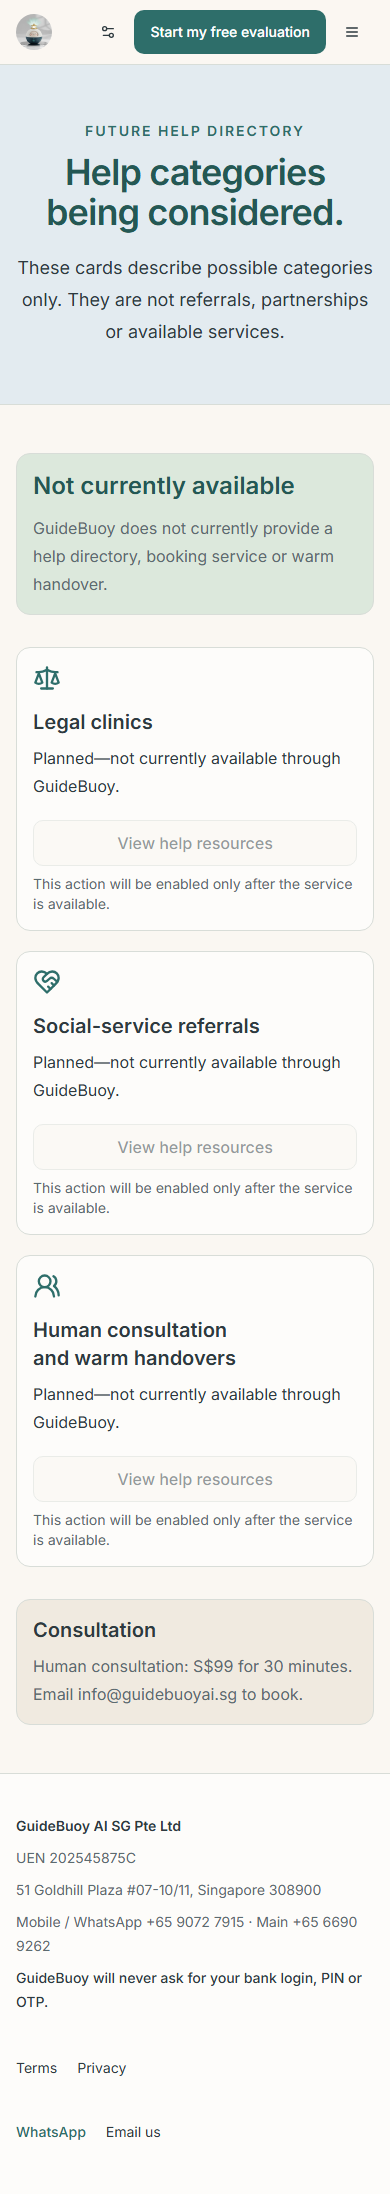 Start my free evaluation
FUTURE HELP DIRECTORY
Help categories
being considered.
These cards describe possible categories
only. They are not referrals, partnerships
or available services.
Not currently available
GuideBuoy does not currently provide a
help directory, booking service or warm
handover.
Legal clinics
Planned—not currently available through
GuideBuoy.
View help resources
This action will be enabled only after the service
is available.
Social-service referrals
Planned—not currently available through
GuideBuoy.
View help resources
This action will be enabled only after the service
is available.
Human consultation
and warm handovers
Planned—not currently available through
GuideBuoy.
View help resources
This action will be enabled only after the service
is available.
Consultation
Human consultation: S$99 for 30 minutes.
Email info@guidebuoyai.sg to book.
GuideBuoy AI SG Pte Ltd
UEN 202545875C
51 Goldhill Plaza #07-10/11, Singapore 308900
Mobile / WhatsApp +65 9072 7915 · Main +65 6690
9262
GuideBuoy will never ask for your bank login, PIN or
OTP.
Terms Privacy
WhatsApp Email us